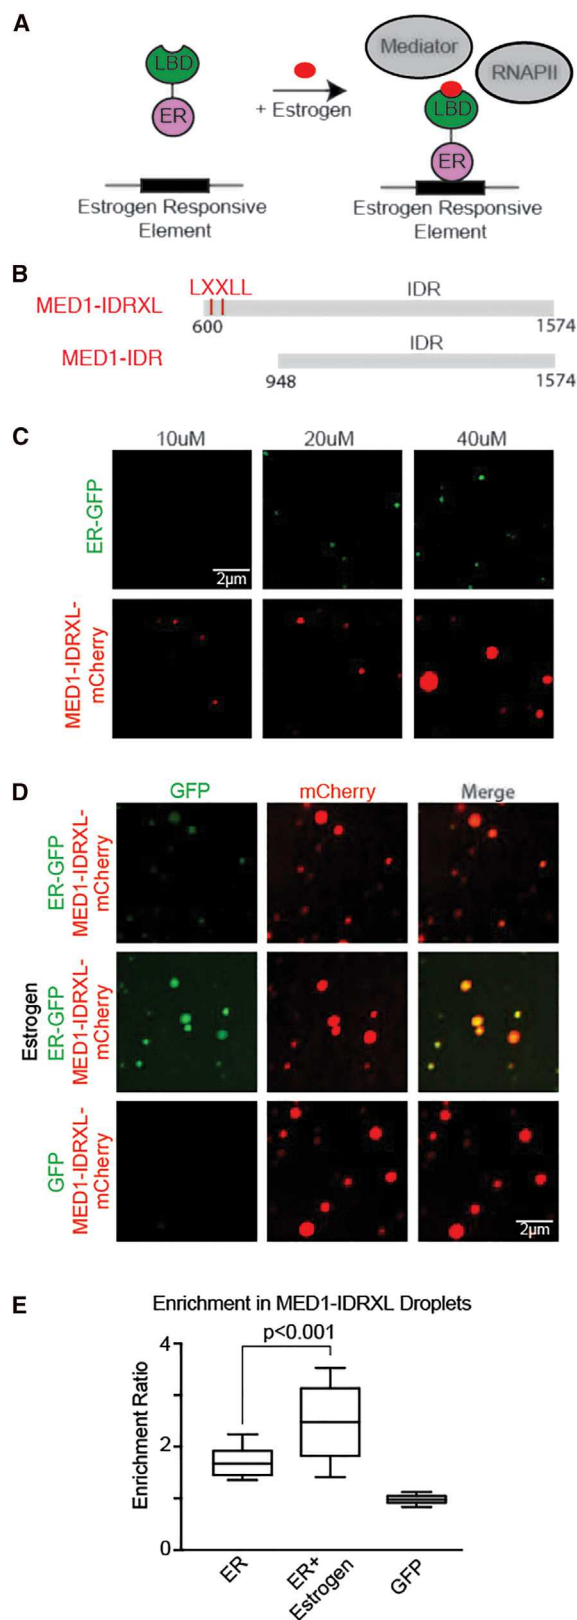 A
LBD
ER
+ Estrogen
Mediator
RNAPII
LBD
ER
Estrogen Responsive
Element
Estrogen Responsive
Element
B
LXXLL
IDR
MED1-IDRXL
600
1574
IDR
MED1-IDR
948
1574
C
10uM
20uM
40uM
ER-GFP
2µm
MED1-IDRXL-
mCherry
D
GFP
mCherry
Merge
ER-GFP
MED1-IDRXL-
mCherry
Estrogen
ER-GFP
MED1-IDRXL-
mCherry
GFP
MED1-IDRXL-
mCherry
2µm
E
Enrichment in MED1-IDRXL Droplets
p<0.001
Enrichment Ratio
4
2
0
ER
ER+
Estrogen
GFP